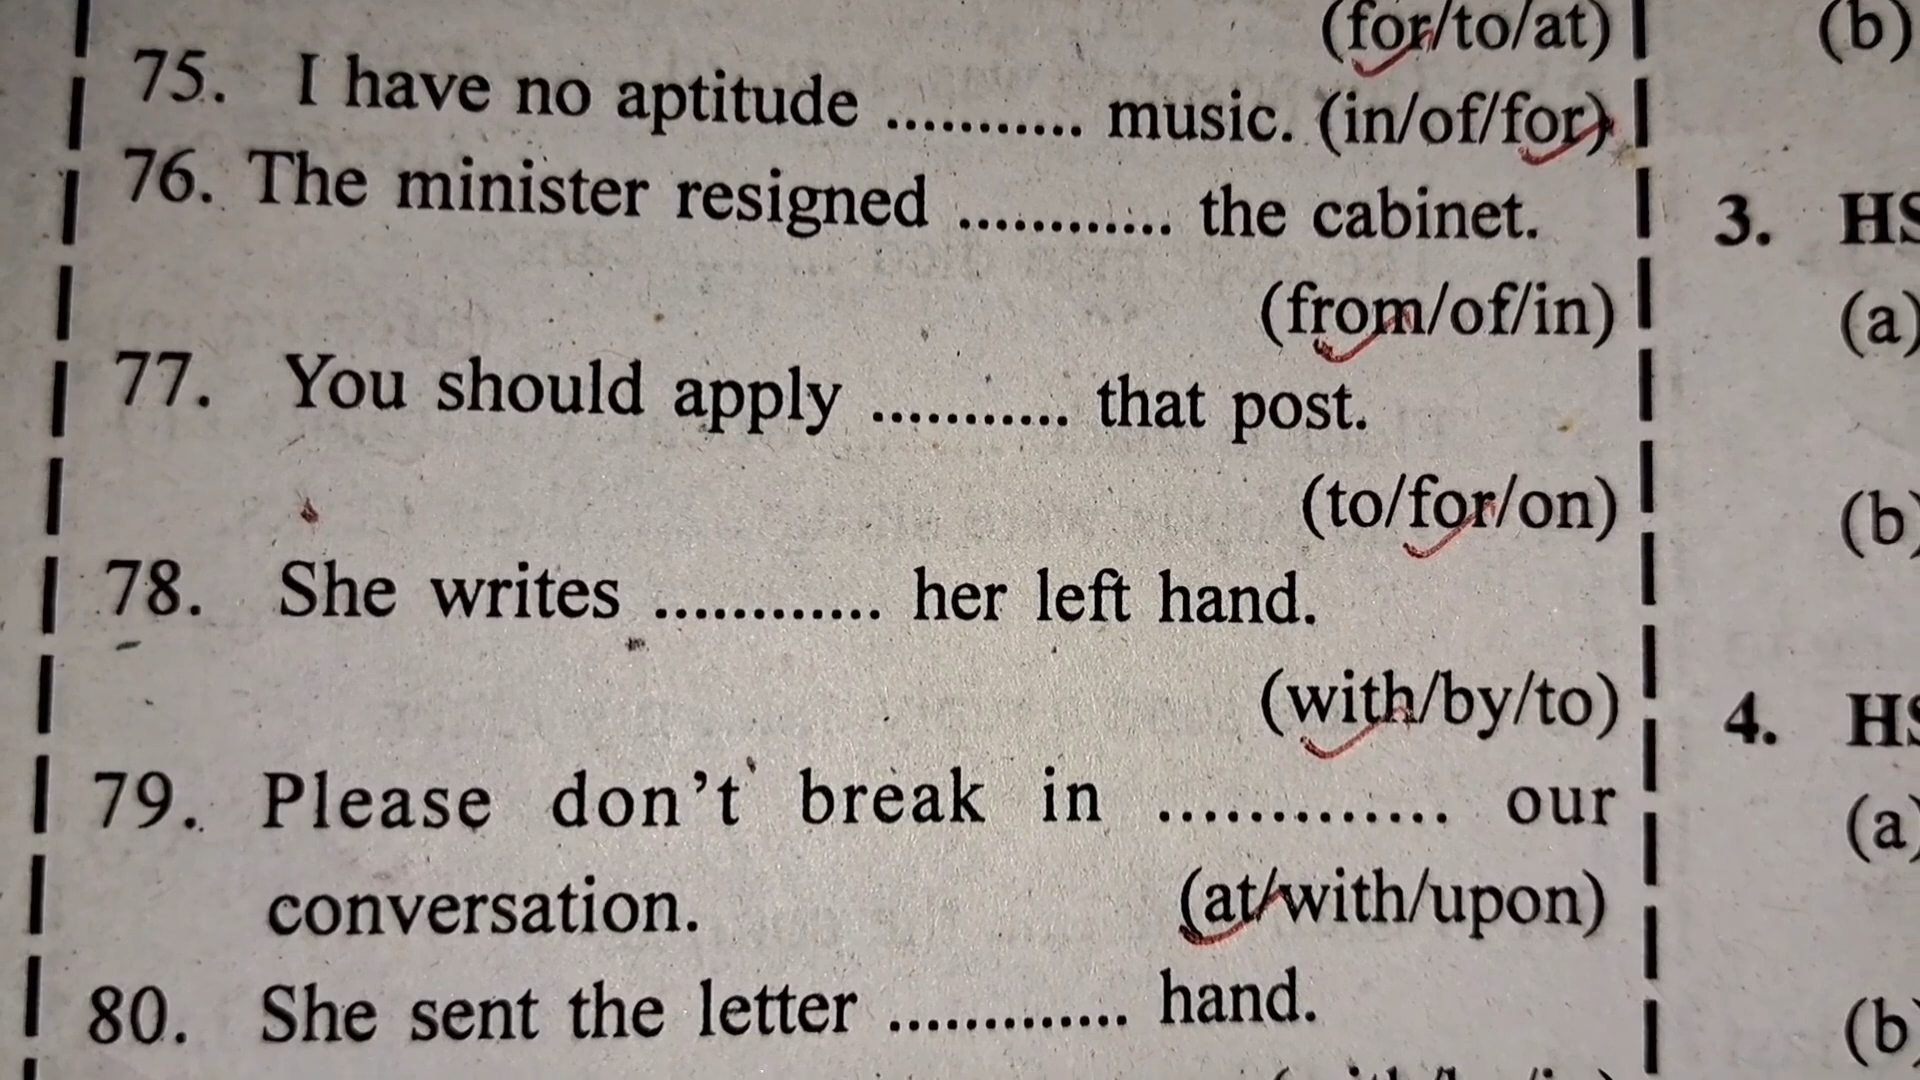 (for/to/at)
75. I have no aptitude ........... music. (in/of/for)
76. The minister resigned ............ the cabinet.
(from/of/in)
77. You should apply ........... that post.
(to/for/on)
78. She writes ............ her left hand.
(with/by/to)
79. Please don't break in ............. our
conversation. (at/with/upon)
80. She sent the letter ............. hand.
(b)
3. HS
(a)
(b)
4. HS
(a)
(b)